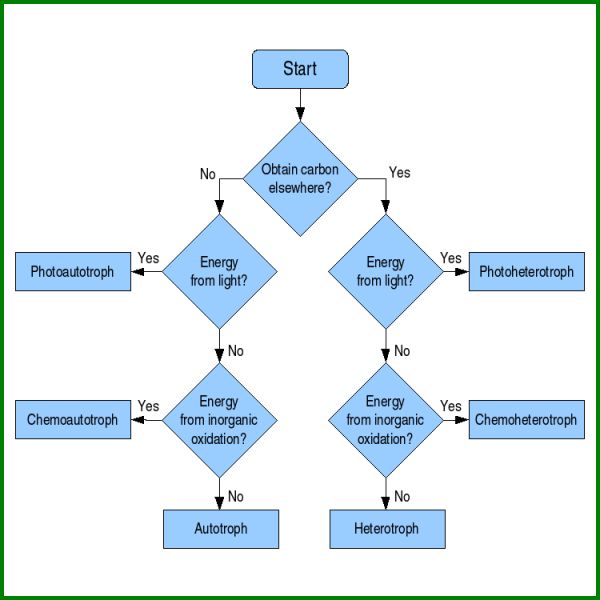 Start
Obtain carbon
elsewhere?
No
Yes
Energy
from light?
Energy
from light?
Photoautotroph
Yes
Yes
Photoheterotroph
No
No
Energy
from inorganic
oxidation?
Energy
from inorganic
oxidation?
Chemoautotroph
Yes
Yes
Chemoheterotroph
No
No
Autotroph
Heterotroph